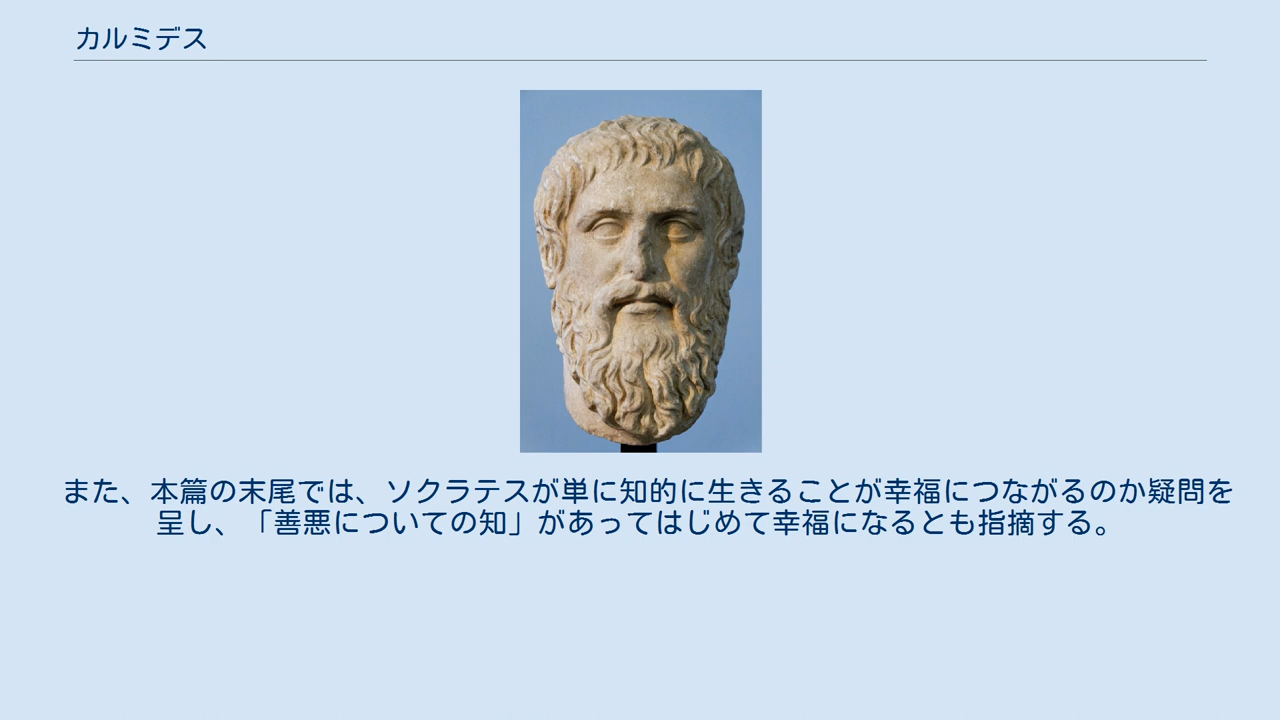 カルミデス
また、本篇の末尾では、ソクラテスが単に知的に生きることが幸福につながるのか疑問を
呈し、「善悪についての知」があってはじめて幸福になるとも指摘する。